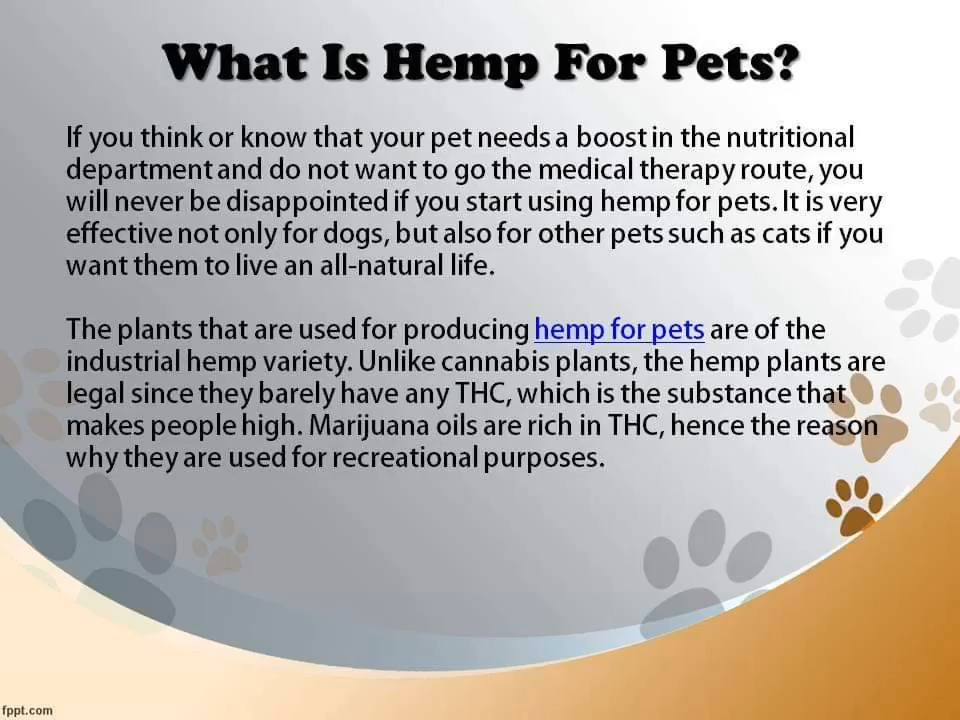 What Is Hemp For Pets?
If you think or know that your pet needs a boost in the nutritional
department and do not want to go the medical therapy route, you
will never be disappointed if you start using hemp for pets. It is very
effective not only for dogs, but also for other pets such as cats if you
want them to live an all-natural life.
The plants that are used for producing hemp for pets are of the
industrial hemp variety. Unlike cannabis plants, the hemp plants are
legal since they barely have any THC, which is the substance that
makes people high. Marijuana oils are rich in THC, hence the reason
why they are used for recreational purposes.
fppt.com